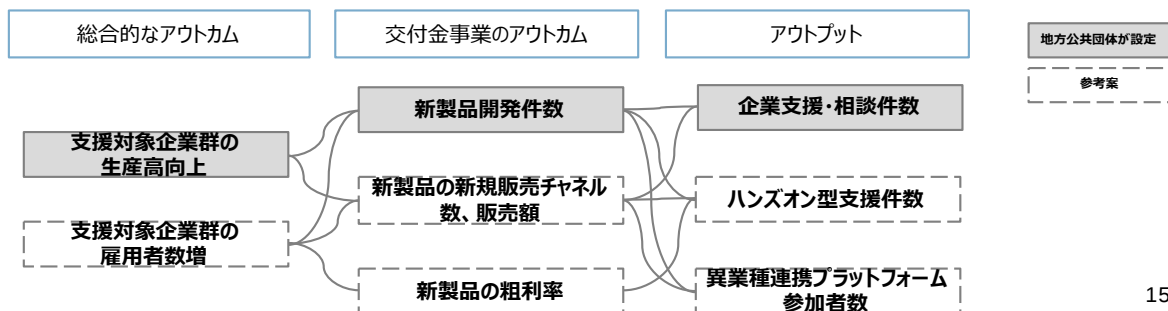 総合的なアウトカム
交付金事業のアウトカム
アウトプット
地方公共団体が設定
参考案
新製品開発件数
企業支援・相談件数
支援対象企業群の
生産高向上
新製品の新規販売チャネル
数、販売額
ハンズオン型支援件数
支援対象企業群の
雇用者数増
新製品の粗利率
異業種連携プラットフォーム
参加者数
15